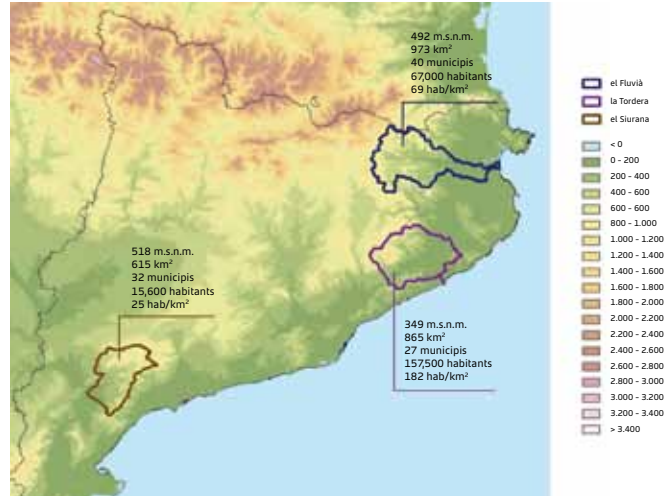 492 m.s.n.m.
973 km²
40 municipis
67,000 habitants
69 hab/km²
518 m.s.n.m.
615 km²
32 municipis
15,600 habitants
25 hab/km²
349 m.s.n.m.
865 km²
27 municipis
157,500 habitants
182 hab/km²
el Fluvià
la Tordera
el Siurana
< 0
0 - 200
200 - 400
400 - 600
600 - 600
800 - 1.000
1.000 - 1.200
1.200 - 1.400
1.400 - 1.600
1.600 - 1.800
1.800 - 2.000
2.000 - 2.200
2.200 - 2.400
2.400 - 2.600
2.600 - 2.800
2.800 - 3.000
3.000 - 3.200
3.200 - 3.400
> 3.400